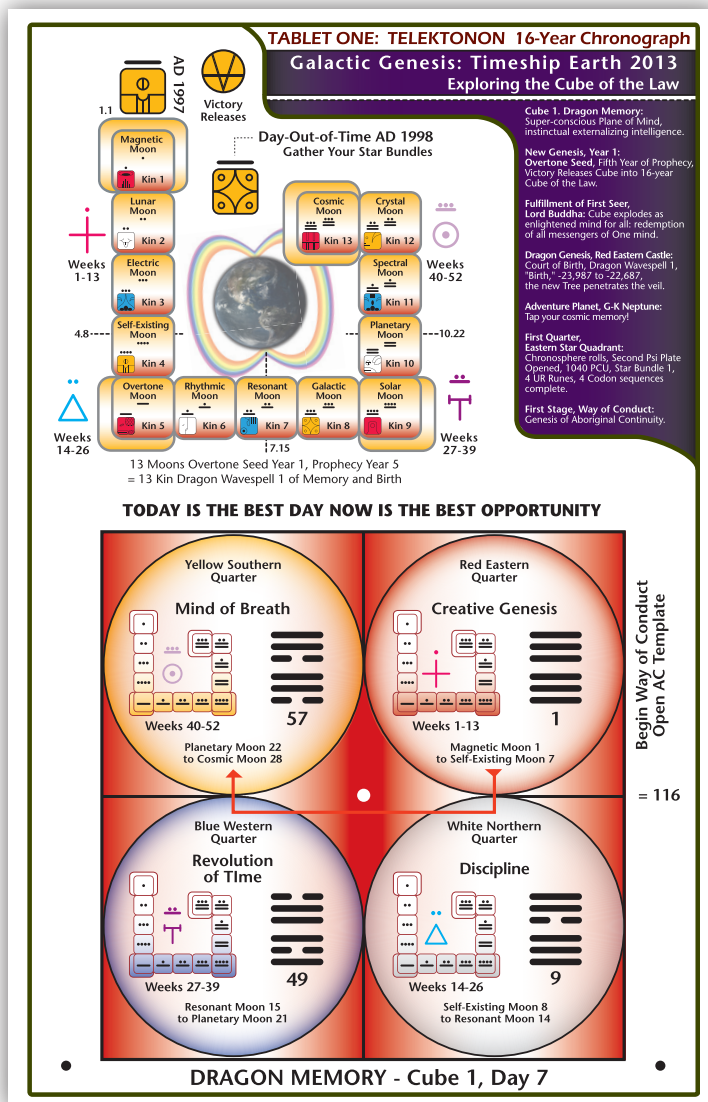 TABLET ONE: TELEKTONON 16-Year Chronograph
Galactic Genesis: Timeship Earth 2013
Exploring the Cube of the Law
AD 1997
Victory
Releases
1.1
Day-Out-of-Time AD 1998
Gather Your Star Bundles
Magnetic
Moon
Kin 1
Lunar
Moon
Kin 2
Electric
Moon
Kin 3
Self-Existing
Moon
Kin 4
Overtone
Moon
Kin 5
Rhythmic
Moon
Kin 6
Resonant
Moon
Kin 7
Galactic
Moon
Kin 8
Solar
Moon
Kin 9
Planetary
Moon
Kin 10
Spectral
Moon
Kin 11
Crystal
Moon
Kin 12
Cosmic
Moon
Kin 13
Weeks
1-13
Weeks
40-52
4.8
10.22
Weeks
14-26
Weeks
27-39
7.15
13 Moons Overtone Seed Year 1, Prophecy Year 5
= 13 Kin Dragon Wavespell 1 of Memory and Birth
Cube 1. Dragon Memory:
Super-conscious Plane of Mind,
instinctual externalizing intelligence.
New Genesis, Year 1:
Overtone Seed, Fifth Year of Prophecy,
Victory Releases Cube into 16-year
Cube of the Law.
Fulfillment of First Seer,
Lord Buddha: Cube explodes as
enlightened mind for all: redemption
of all messengers of One mind.
Dragon Genesis, Red Eastern Castle:
Court of Birth, Dragon Wavespell 1,
"Birth," -23,987 to -22,687,
the new Tree penetrates the veil.
Adventure Planet, G-K Neptune:
Tap your cosmic memory!
First Quarter,
Eastern Star Quadrant:
Chronosphere rolls, Second Psi Plate
Opened, 1040 PCU, Star Bundle 1,
4 UR Runes, 4 Codon sequences
complete.
First Stage, Way of Conduct:
Genesis of Aboriginal Continuity.
TODAY IS THE BEST DAY NOW IS THE BEST OPPORTUNITY
Yellow Southern
Quarter
Mind of Breath
Weeks 40-52
57
Planetary Moon 22
to Cosmic Moon 28
Red Eastern
Quarter
Creative Genesis
Weeks 1-13
1
Magnetic Moon 1
to Self-Existing Moon 7
Begin Way of Conduct
Open AC Template
= 116
Blue Western
Quarter
Revolution
of TIme
Weeks 27-39
49
Resonant Moon 15
to Planetary Moon 21
White Northern
Quarter
Discipline
Weeks 14-26
9
Self-Existing Moon 8
to Resonant Moon 14
DRAGON MEMORY - Cube 1, Day 7